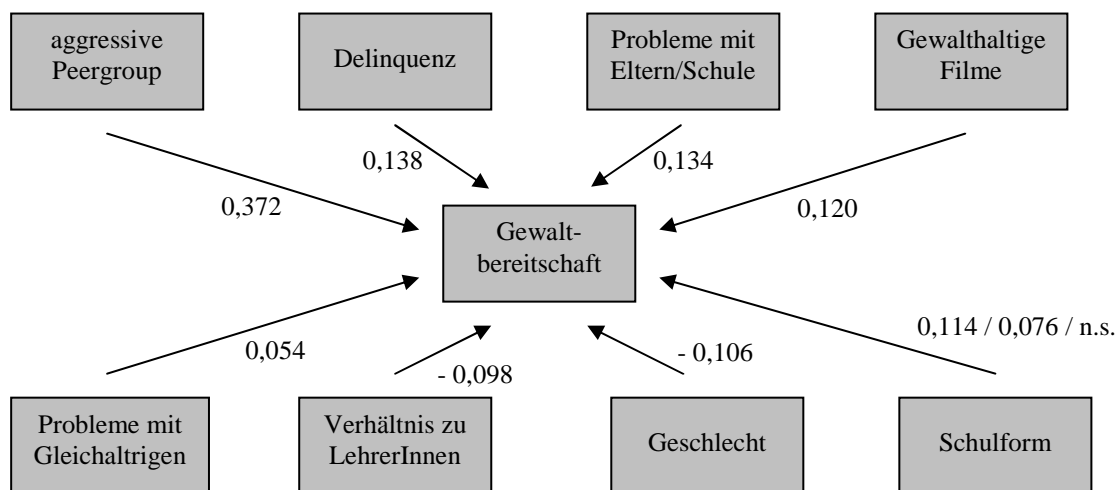 aggressive
Peergroup
Delinquenz
Probleme mit
Eltern/Schule
Gewalthaltige
Filme
0,138
0,134
0,372
0,120
Gewalt-
bereitschaft
0,054
- 0,098
- 0,106
0,114 / 0,076 / n.s.
Probleme mit
Gleichaltrigen
Verhältnis zu
LehrerInnen
Geschlecht
Schulform